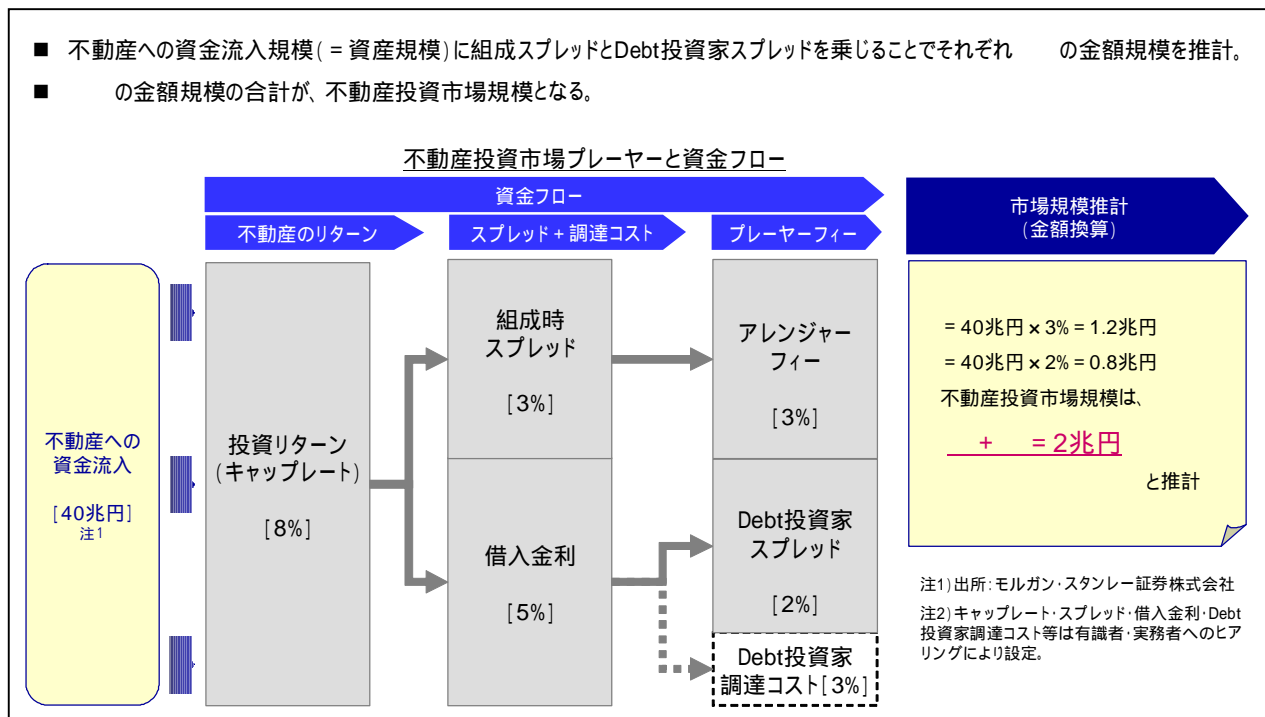 ■ 不動産への資金流入規模(=資産規模)に組成スプレッドとDebt投資家スプレッドを乗じることでそれぞれ の金額規模を推計。
■ の金額規模の合計が、不動産投資市場規模となる。
不動産投資市場プレーヤーと資金フロー
資金フロー
不動産のリターン
スプレッド+調達コスト
プレーヤーフィー
市場規模推計
(金額換算)
不動産への
資金流入
[40兆円]
注1
投資リターン
(キャップレート)
[8%]
組成時
スプレッド
[3%]
借入金利
[5%]
アレンジャー
フィー
[3%]
Debt投資家
スプレッド
[2%]
Debt投資家
調達コスト[3%]
=40兆円×3%=1.2兆円
=40兆円×2%=0.8兆円
不動産投資市場規模は、
+ =2兆円
と推計
注1)出所:モルガン・スタンレー証券株式会社
注2)キャップレート・スプレッド・借入金利・Debt
投資家調達コスト等は有識者・実務者へのヒア
リングにより設定。